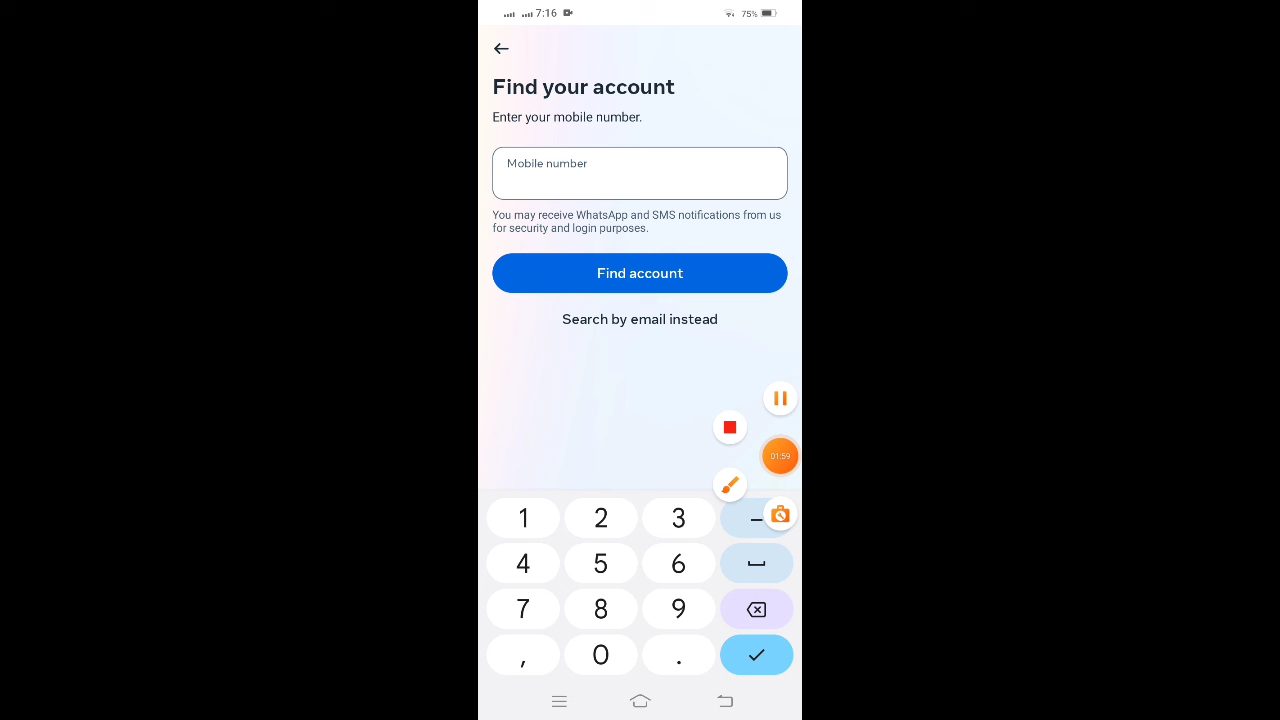 7:16
75%
Find your account
Enter your mobile number.
Mobile number
You may receive WhatsApp and SMS notifications from us
for security and login purposes.
Find account
Search by email instead
01:59
1 2 3 –
4 5 6
7 8 9
, 0 .